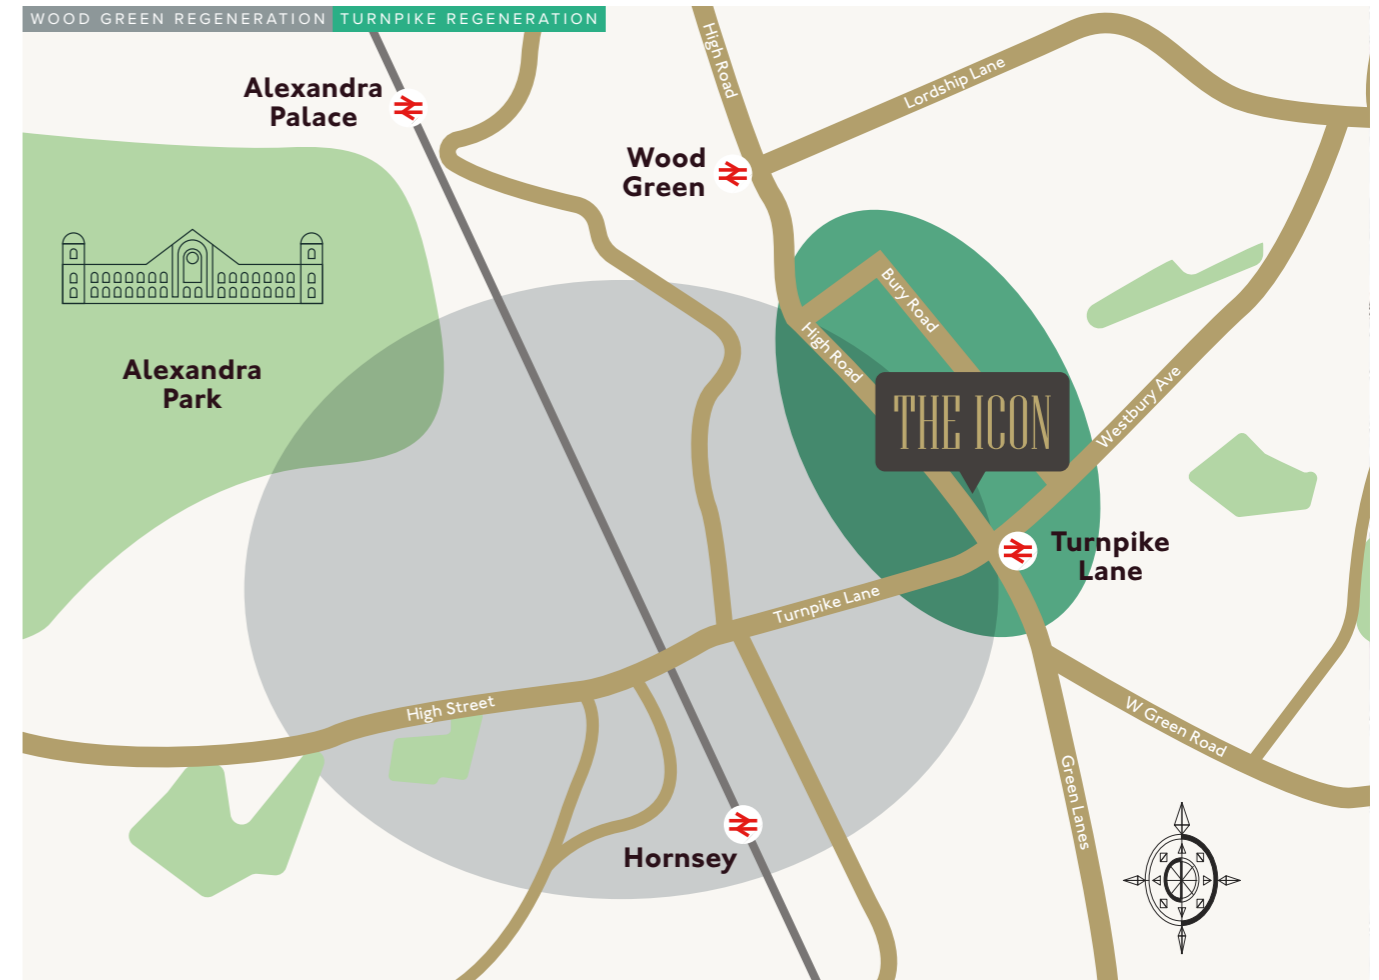 WOOD GREEN REGENERATION
TURNPIKE REGENERATION
High Road
Lordship Lane
Alexandra
Palace
Wood
Green
Bury Road
High Road
Alexandra
Park
THE ICON
Westbury Ave
Turnpike
Lane
Turnpike Lane
High Street
W Green Road
Green Lanes
Hornsey